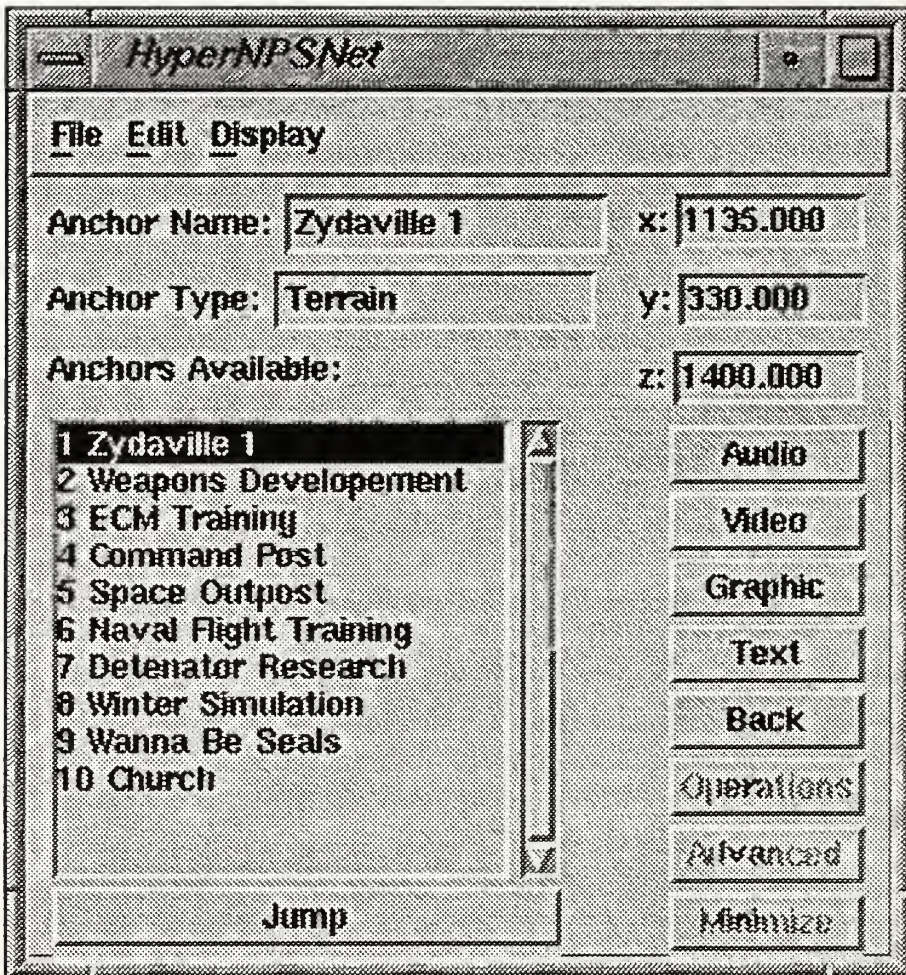 HyperNPSNet
File Edit Display
Anchor Name: Zydaville 1 x: 1135.000
Anchor Type: Terrain y: 330.000
Anchors Available: z: 1400.000
1 Zydaville 1
2 Weapons Developement
3 ECM Training
4 Command Post
5 Space Outpost
6 Naval Flight Training
7 Detenator Research
8 Winter Simulation
9 Wanna Be Seals
10 Church
Jump
Audio
Video
Graphic
Text
Back
Operations
Advanced
Minimize